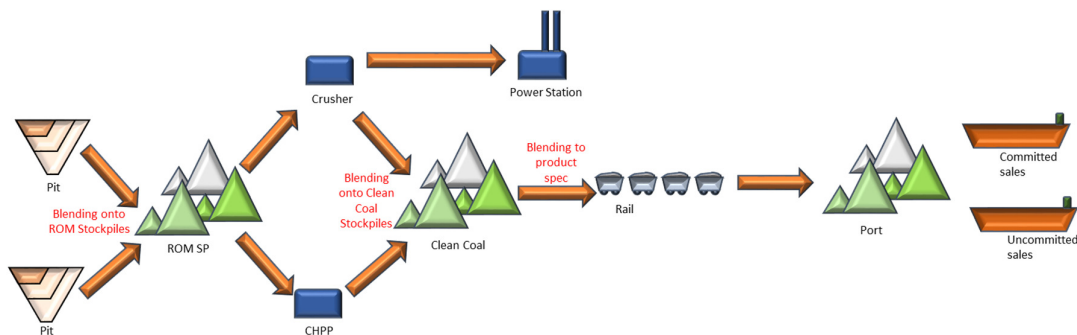 Crusher
Power Station
Pit
Blending onto
ROM Stockpiles
ROM SP
Blending
onto Clean
Coal
Stockpiles
Blending to
product
spec
Clean Coal
Rail
Port
Committed
sales
Uncommitted
sales
Pit
CHPP